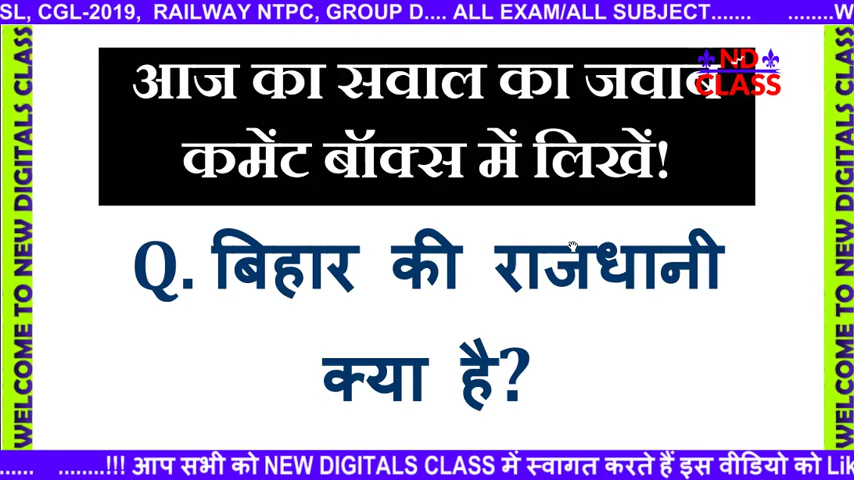 SL, CGL-2019, RAILWAY NTPC, GROUP D.... ALL EXAM/ALL SUBJECT....... ........W
ND
CLASS
आज का सवाल का जवाब
कमेंट बॉक्स में लिखें!
Q. बिहार की राजधानी
क्या है?
WELCOME TO NEW DIGITALS CLASS
WELCOME TO NEW DIGITALS CLASS
...... ........!!! आप सभी को NEW DIGITALS CLASS में स्वागत करते हैं इस वीडियो को Lik